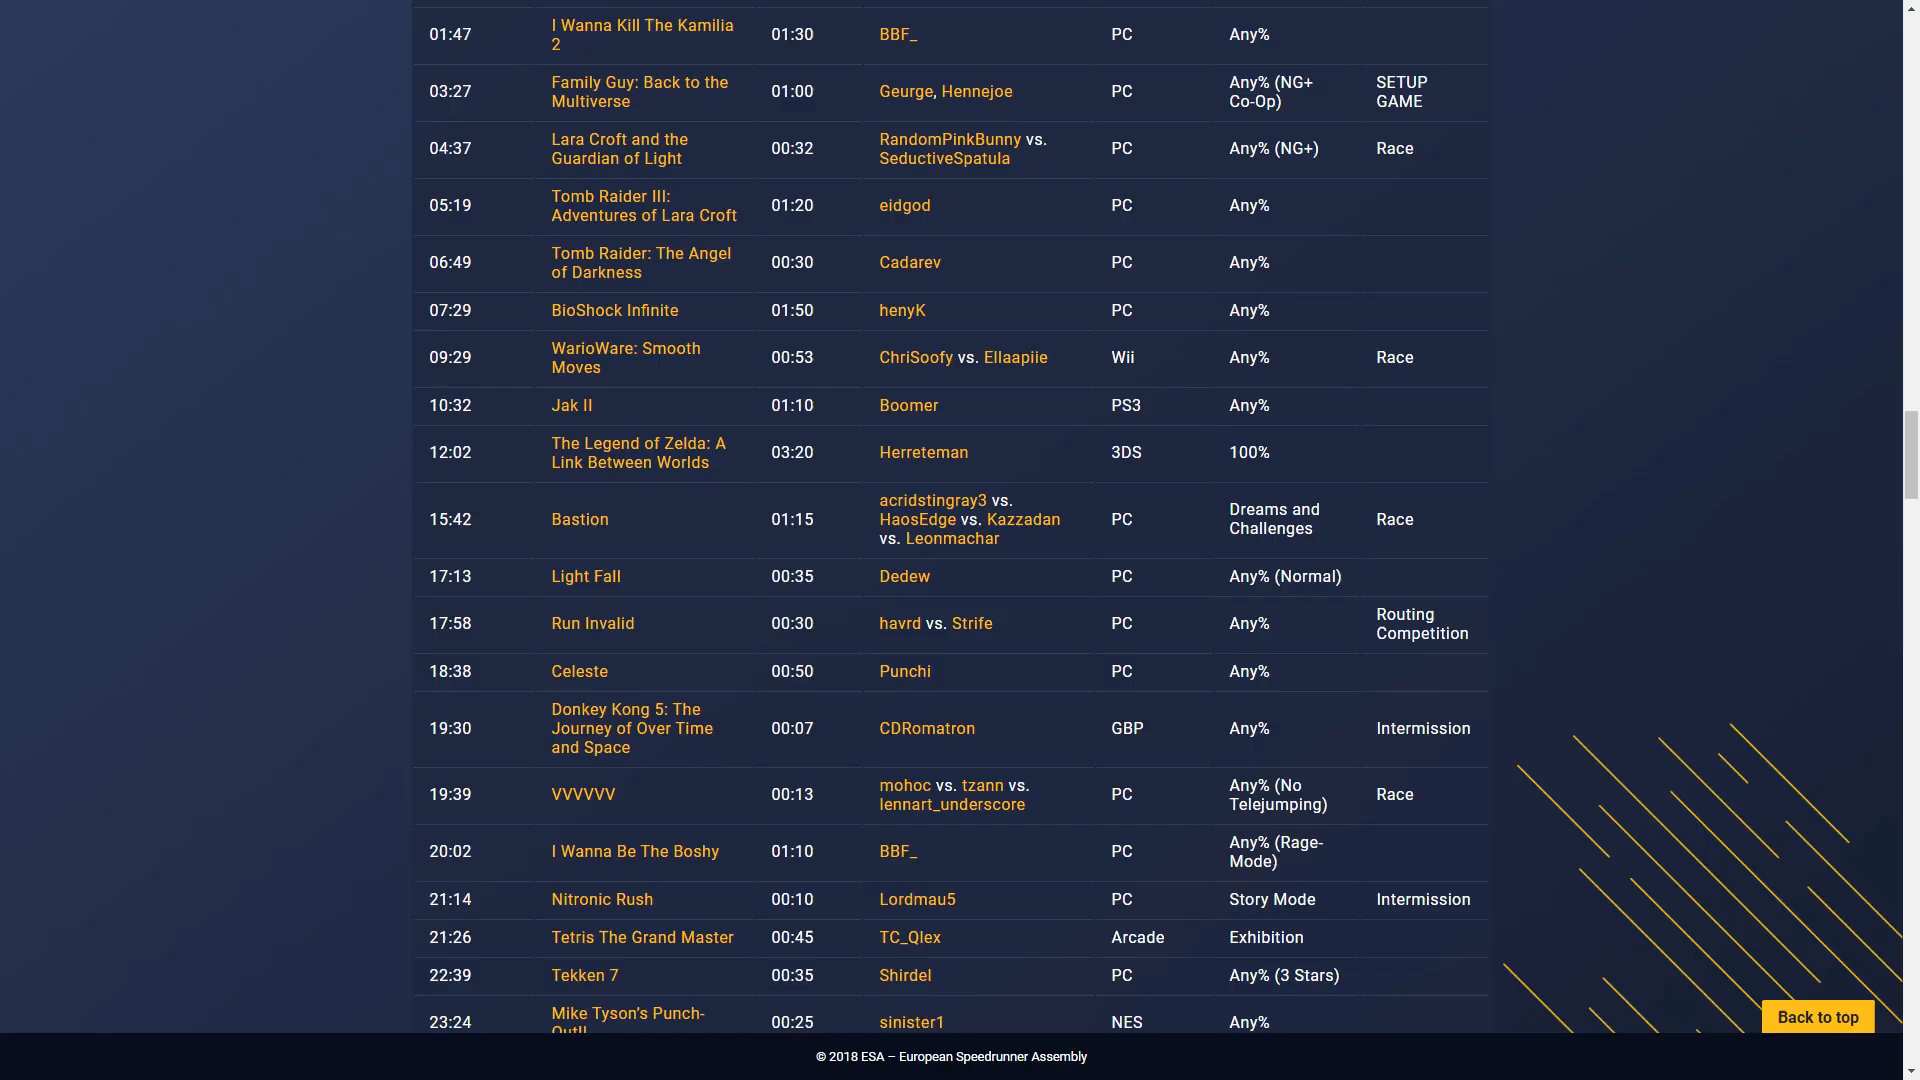 01:47 I Wanna Kill The Kamilia 2 01:30 BBF_ PC Any%
03:27 Family Guy: Back to the Multiverse 01:00 Geurge, Hennejoe PC Any% (NG+ Co-Op) SETUP GAME
04:37 Lara Croft and the Guardian of Light 00:32 RandomPinkBunny vs. SeductiveSpatula PC Any% (NG+) Race
05:19 Tomb Raider III: Adventures of Lara Croft 01:20 eidgod PC Any%
06:49 Tomb Raider: The Angel of Darkness 00:30 Cadarev PC Any%
07:29 BioShock Infinite 01:50 henyK PC Any%
09:29 WarioWare: Smooth Moves 00:53 ChriSoofy vs. Ellaapiie Wii Any% Race
10:32 Jak II 01:10 Boomer PS3 Any%
12:02 The Legend of Zelda: A Link Between Worlds 03:20 Herreteman 3DS 100%
15:42 Bastion 01:15 acridstingray3 vs. HaosEdge vs. Kazzadan vs. Leonmachar PC Dreams and Challenges Race
17:13 Light Fall 00:35 Dedew PC Any% (Normal)
17:58 Run Invalid 00:30 havrd vs. Strife PC Any% Routing Competition
18:38 Celeste 00:50 Punchi PC Any%
19:30 Donkey Kong 5: The Journey of Over Time and Space 00:07 CDRomatron GBP Any% Intermission
19:39 VVVVVV 00:13 mohoc vs. tzann vs. lennart_underscore PC Any% (No Telejumping) Race
20:02 I Wanna Be The Boshy 01:10 BBF_ PC Any% (Rage-Mode)
21:14 Nitronic Rush 00:10 Lordmau5 PC Story Mode Intermission
21:26 Tetris The Grand Master 00:45 TC_Qlex Arcade Exhibition
22:39 Tekken 7 00:35 Shirdel PC Any% (3 Stars)
23:24 Mike Tyson's Punch-Out!! 00:25 sinister1 NES Any%
Back to top
© 2018 ESA – European Speedrunner Assembly